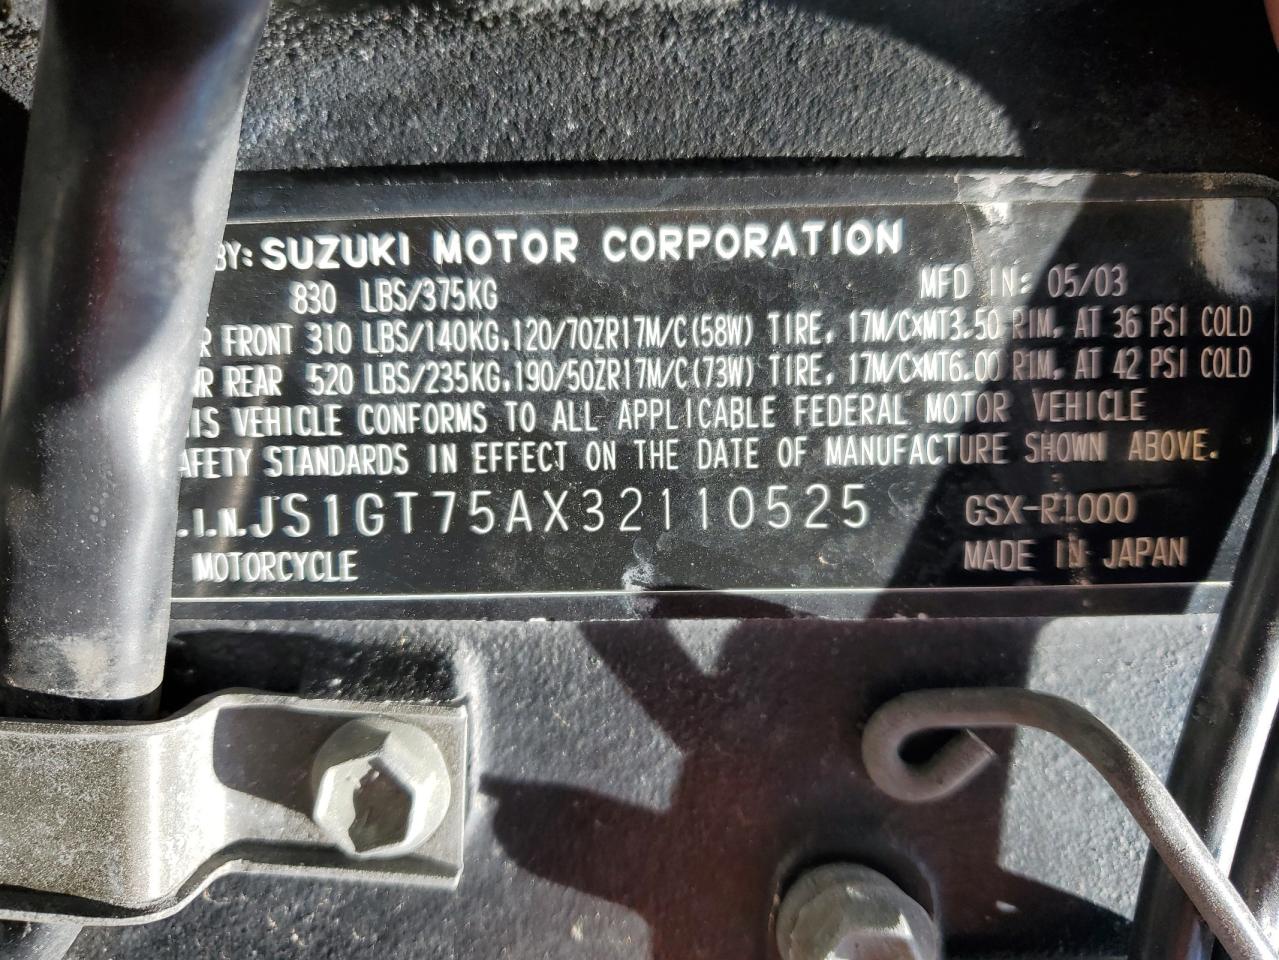 BY: SUZUKI MOTOR CORPORATION
830 LBS/375KG MFD IN: 05/03
R FRONT 310 LBS/140KG, 120/70ZR17M/C(58W) TIRE, 17M/C×MT3.50 RIM, AT 36 PSI COLD
WR REAR 520 LBS/235KG, 190/50ZR17M/C(73W) TIRE, 17M/C×MT6.00 RIM, AT 42 PSI COLD
IS VEHICLE CONFORMS TO ALL APPLICABLE FEDERAL MOTOR VEHICLE
AFETY STANDARDS IN EFFECT ON THE DATE OF MANUFACTURE SHOWN ABOVE.
.I.N. JS1GT75AX32110525 GSX-R1000
MOTORCYCLE MADE IN JAPAN